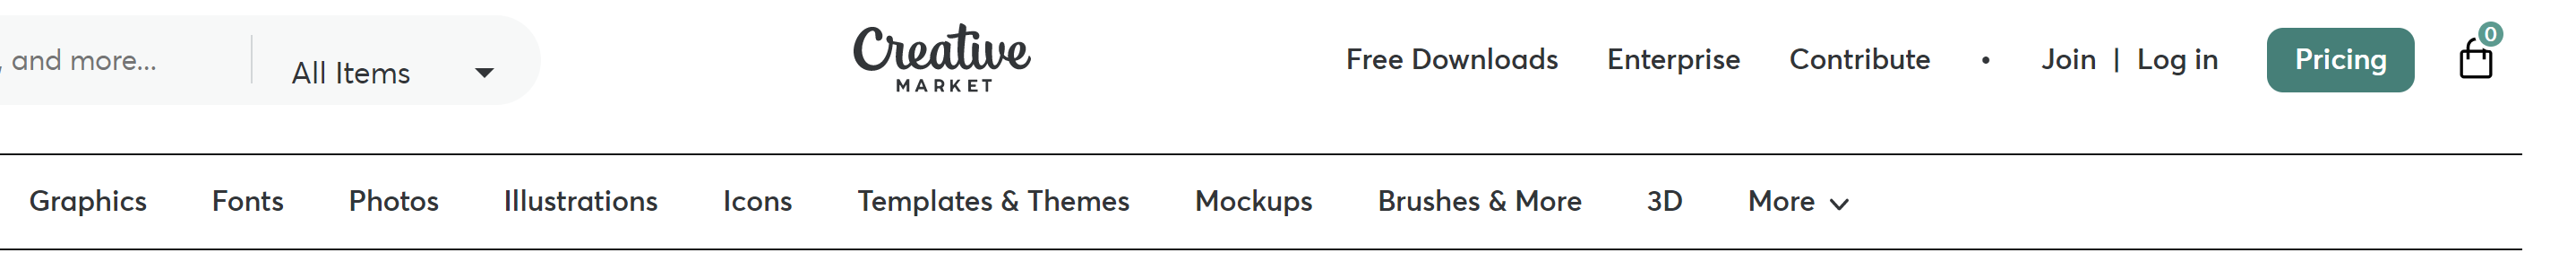 , and more...
All Items
Creative
MARKET
Free Downloads Enterprise Contribute • Join | Log in Pricing 0
Graphics Fonts Photos Illustrations Icons Templates & Themes Mockups Brushes & More 3D More